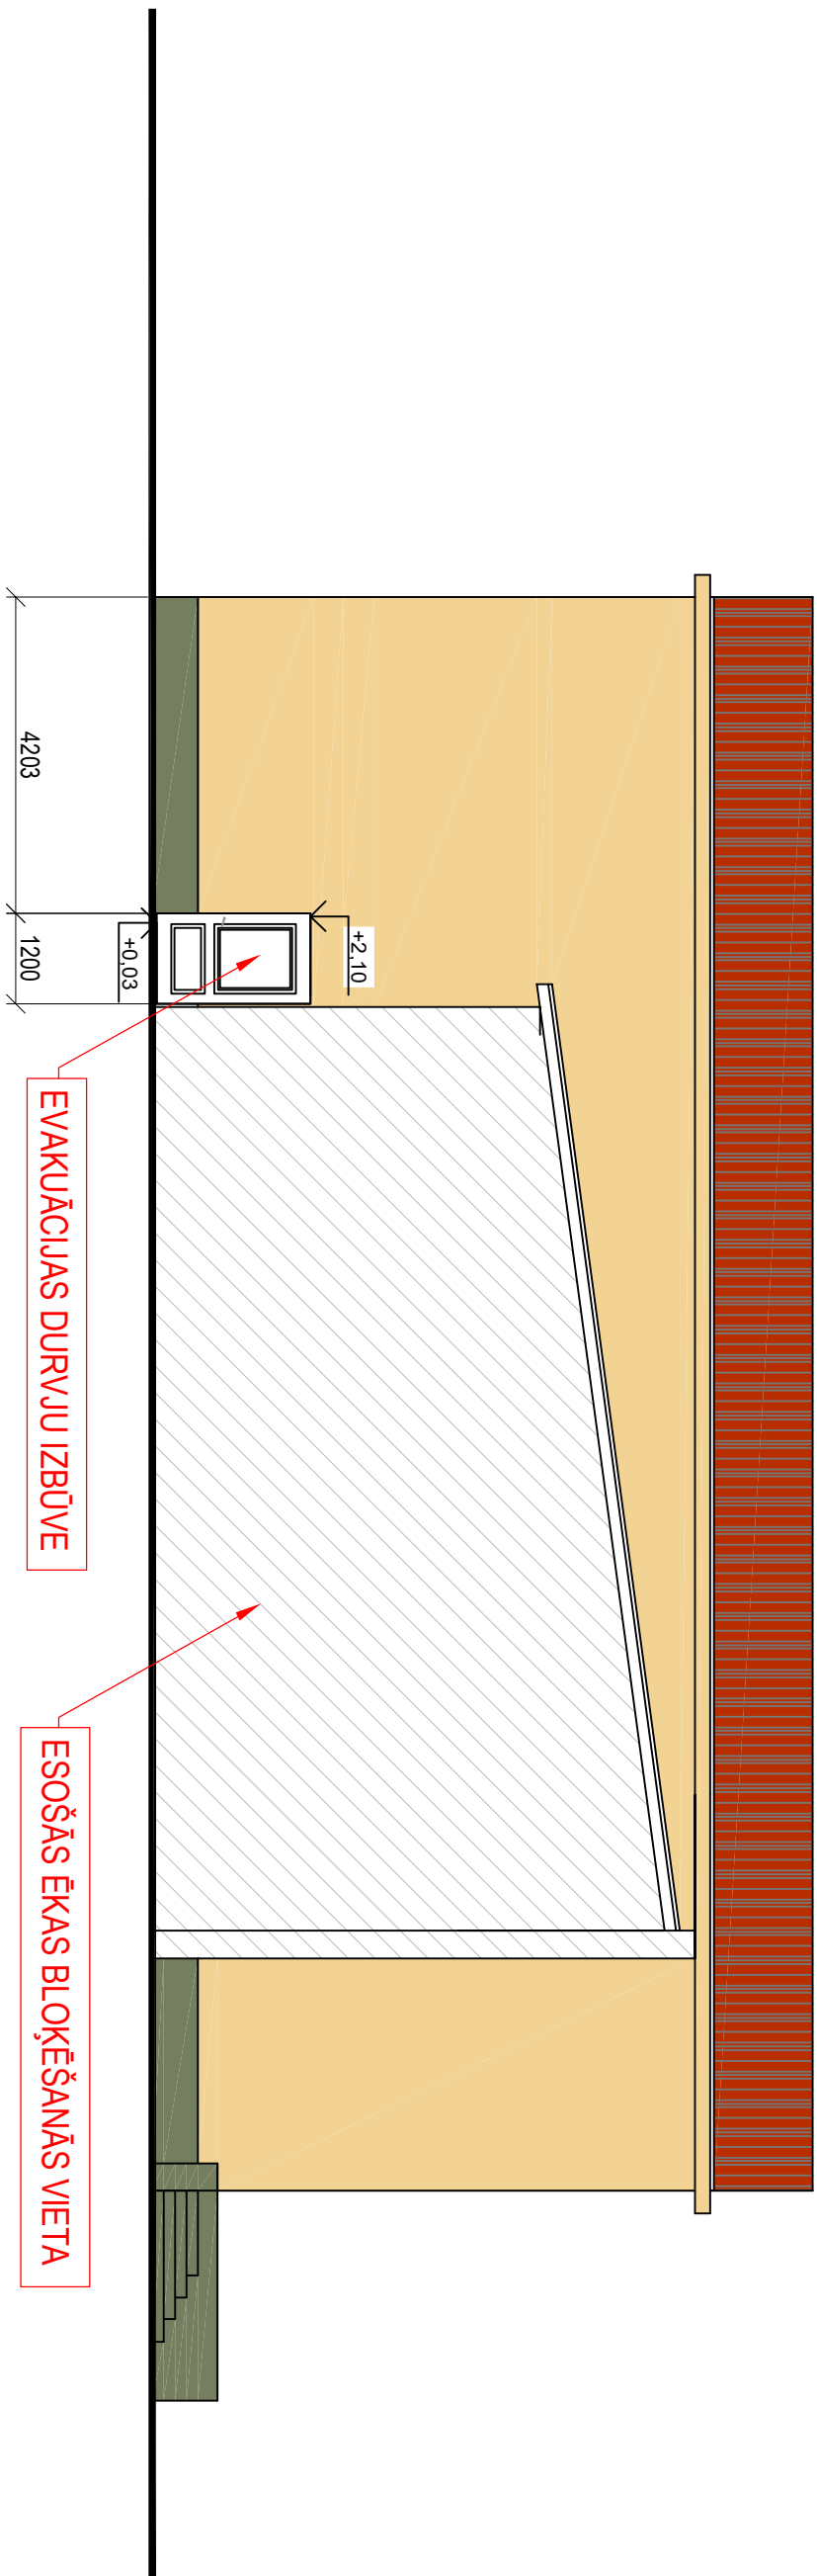 +2,10
+0,03
4203
1200
EVAKUĀCIJAS DURVJU IZBŪVE
ESOŠĀS ĒKAS BLOĶĒŠANĀS VIETA